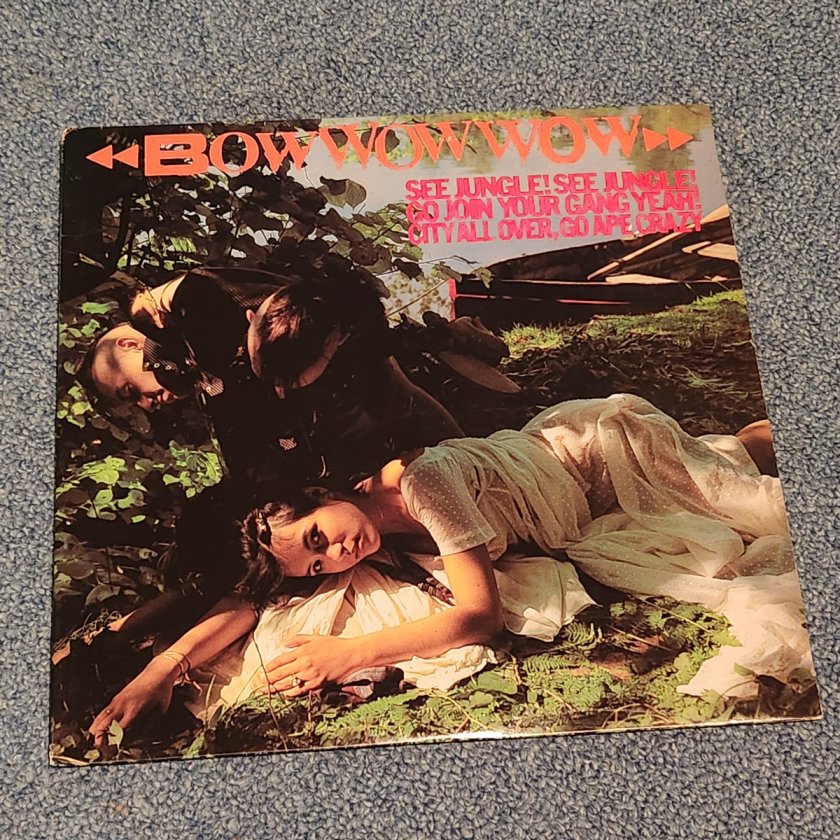 BOW WOW WOW
SEE JUNGLE! SEE JUNGLE!
GO JOIN YOUR GANG YEAH!
CITY ALL OVER, GO APE CRAZY